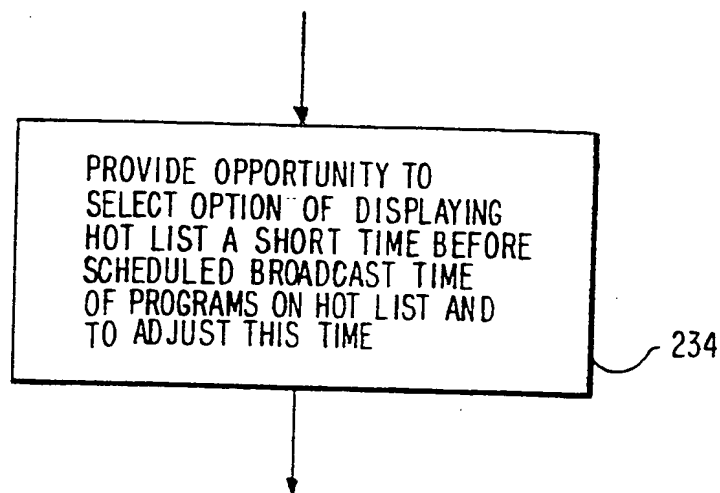 PROVIDE OPPORTUNITY TO
SELECT OPTION OF DISPLAYING
HOT LIST A SHORT TIME BEFORE
SCHEDULED BROADCAST TIME
OF PROGRAMS ON HOT LIST AND
TO ADJUST THIS TIME
234